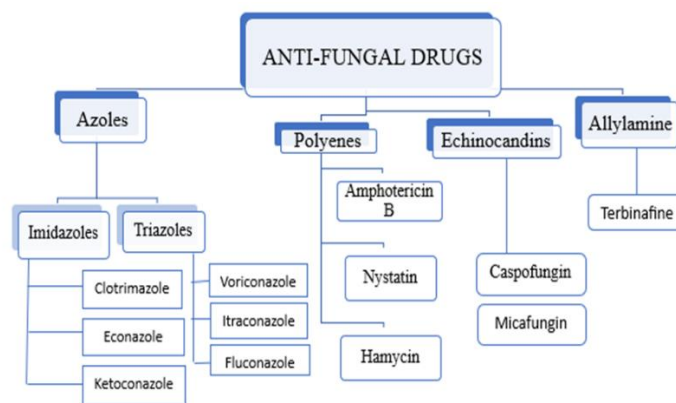 ANTI-FUNGAL DRUGS
Azoles
Polyenes
Echinocandins
Allylamine
Imidazoles
Triazoles
Clotrimazole
Econazole
Ketoconazole
Voriconazole
Itraconazole
Fluconazole
Amphotericin
B
Nystatin
Hamycin
Caspofungin
Micafungin
Terbinafine